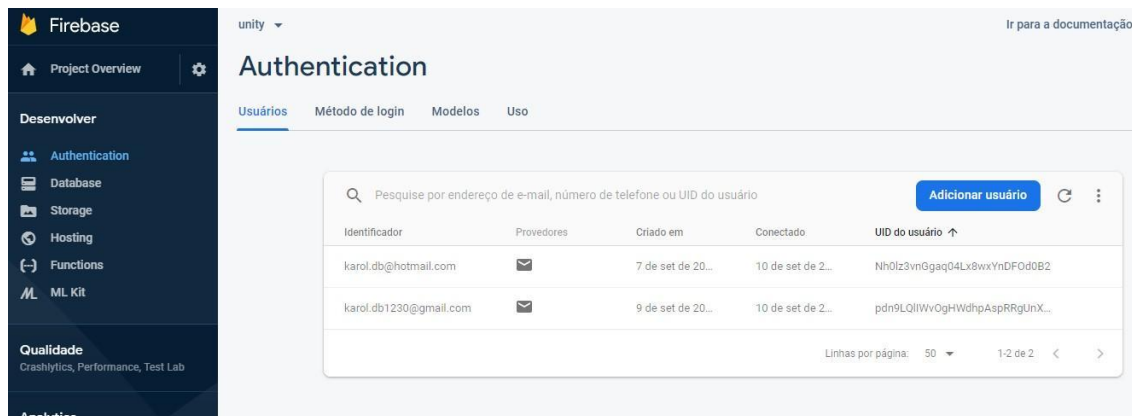 Firebase
Project Overview
Desenvolver
Authentication
Database
Storage
Hosting
Functions
ML Kit
Qualidade
Crashlytics, Performance, Test Lab
Analytics
unity
Ir para a documentação
Authentication
Usuários Método de login Modelos Uso
Pesquise por endereço de e-mail, número de telefone ou UID do usuário Adicionar usuário
Identificador Provedores Criado em Conectado UID do usuário
karol.db@hotmail.com 7 de set de 20... 10 de set de 2... Nh0lz3vnGgaq04Lx8wxYnDFOd0B2
karol.db1230@gmail.com 9 de set de 20... 10 de set de 2... pdn9LQlIWvOgHWdhpAspRRgUnX...
Linhas por página: 50 1-2 de 2